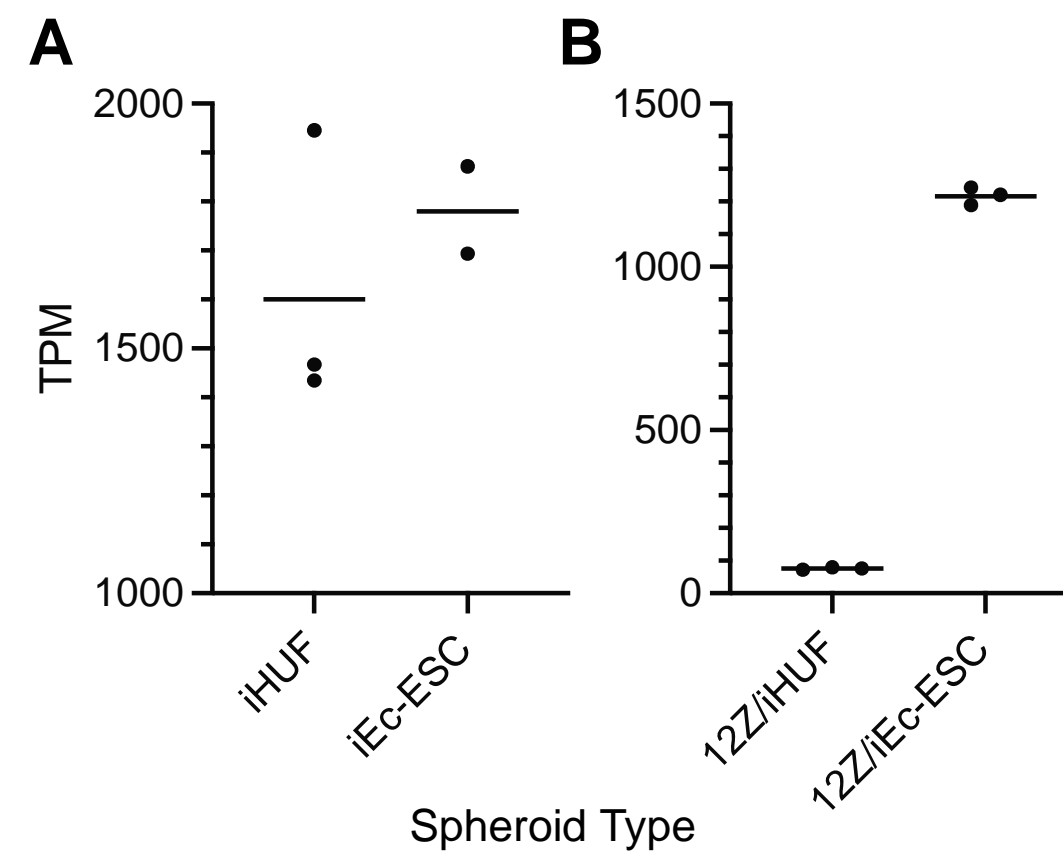 A
B
2000
1500
1000
TPM
iHUF
iEc-ESC
1500
1000
500
0
12Z/iHUF
12Z/iEc-ESC
Spheroid Type